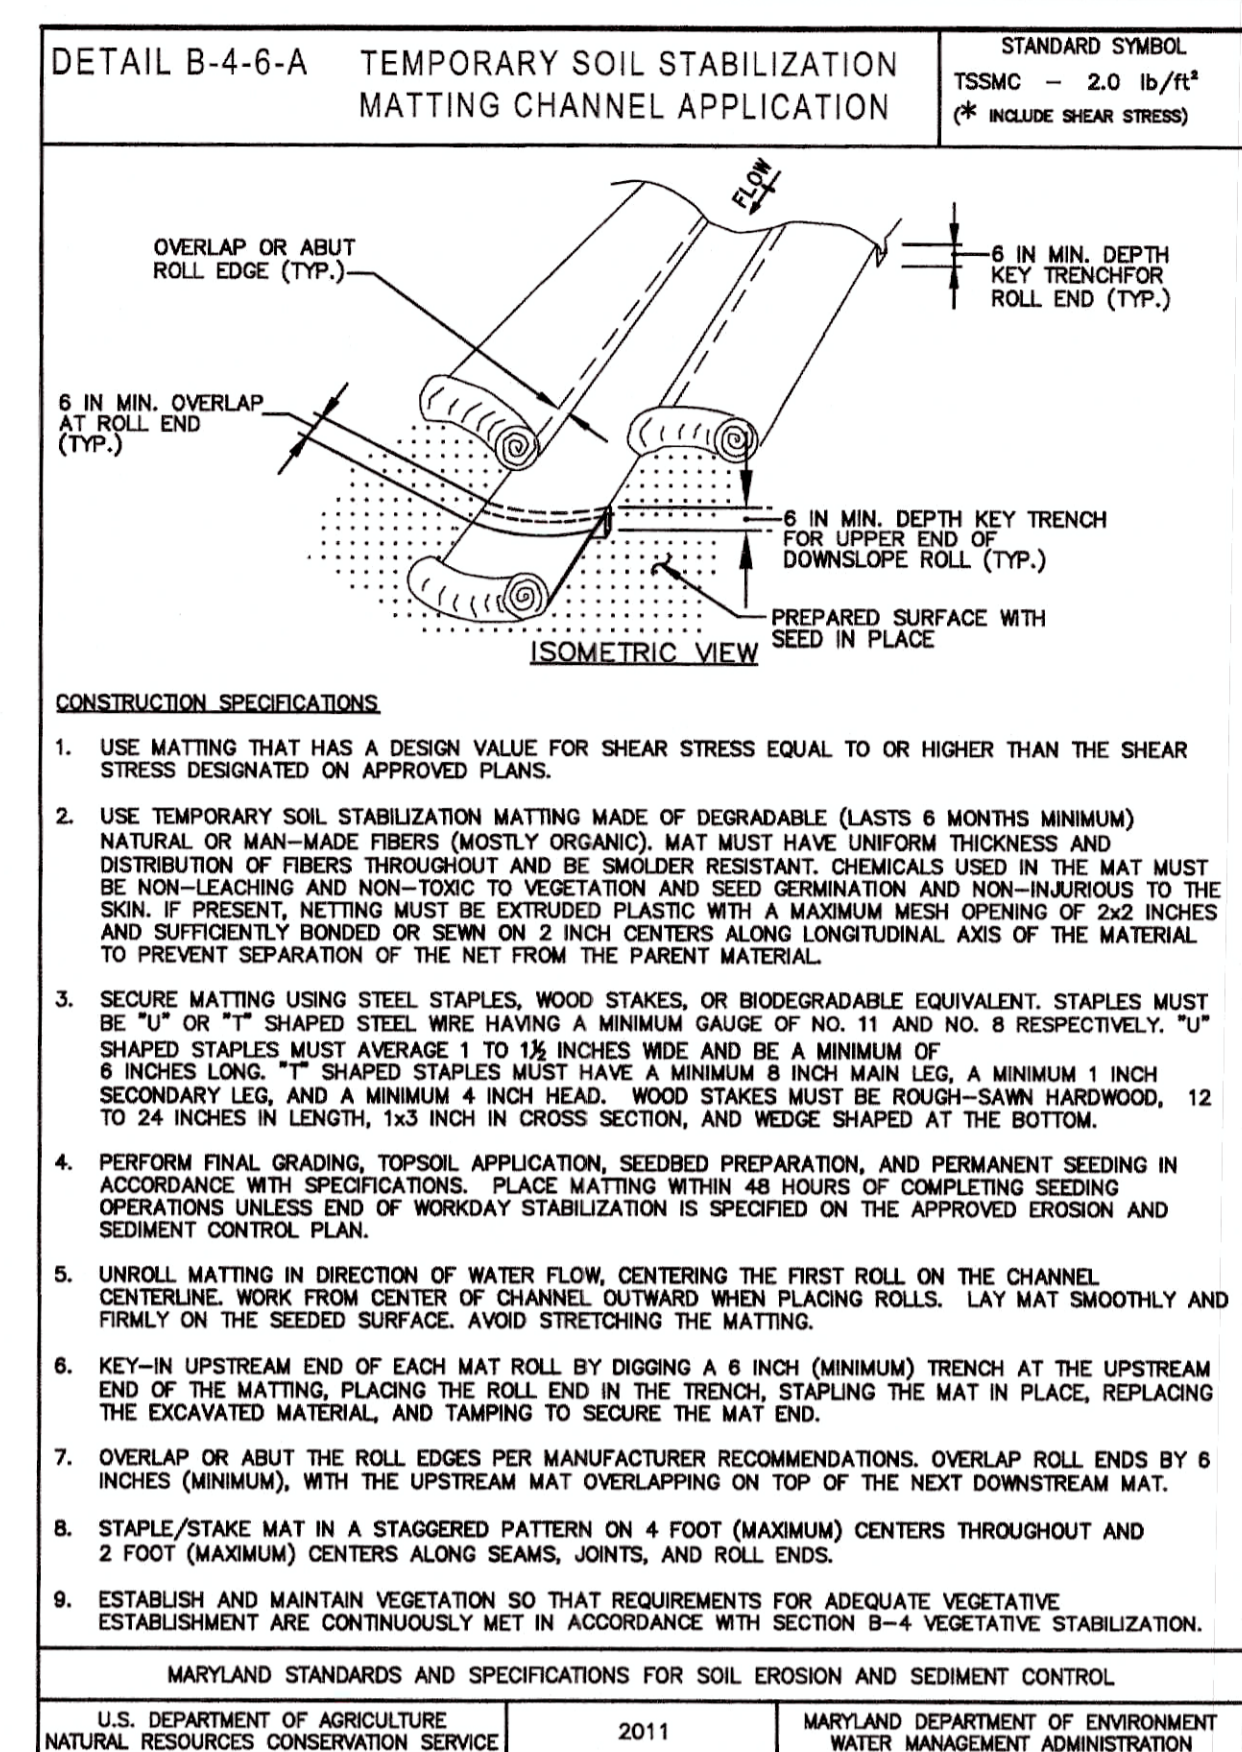 DETAIL B-4-6-A
TEMPORARY SOIL STABILIZATION
MATTING CHANNEL APPLICATION
STANDARD SYMBOL
TSSMC – 2.0 lb/ft²
(* INCLUDE SHEAR STRESS)
FLOW
OVERLAP OR ABUT
ROLL EDGE (TYP.)
6 IN MIN. DEPTH
KEY TRENCHFOR
ROLL END (TYP.)
6 IN MIN. OVERLAP
AT ROLL END
(TYP.)
6 IN MIN. DEPTH KEY TRENCH
FOR UPPER END OF
DOWNSLOPE ROLL (TYP.)
PREPARED SURFACE WITH
SEED IN PLACE
ISOMETRIC VIEW
CONSTRUCTION SPECIFICATIONS
1. USE MATTING THAT HAS A DESIGN VALUE FOR SHEAR STRESS EQUAL TO OR HIGHER THAN THE SHEAR
STRESS DESIGNATED ON APPROVED PLANS.
2. USE TEMPORARY SOIL STABILIZATION MATTING MADE OF DEGRADABLE (LASTS 6 MONTHS MINIMUM)
NATURAL OR MAN–MADE FIBERS (MOSTLY ORGANIC). MAT MUST HAVE UNIFORM THICKNESS AND
DISTRIBUTION OF FIBERS THROUGHOUT AND BE SMOLDER RESISTANT. CHEMICALS USED IN THE MAT MUST
BE NON–LEACHING AND NON–TOXIC TO VEGETATION AND SEED GERMINATION AND NON–INJURIOUS TO THE
SKIN. IF PRESENT, NETTING MUST BE EXTRUDED PLASTIC WITH A MAXIMUM MESH OPENING OF 2x2 INCHES
AND SUFFICIENTLY BONDED OR SEWN ON 2 INCH CENTERS ALONG LONGITUDINAL AXIS OF THE MATERIAL
TO PREVENT SEPARATION OF THE NET FROM THE PARENT MATERIAL.
3. SECURE MATTING USING STEEL STAPLES, WOOD STAKES, OR BIODEGRADABLE EQUIVALENT. STAPLES MUST
BE "U" OR "T" SHAPED STEEL WIRE HAVING A MINIMUM GAUGE OF NO. 11 AND NO. 8 RESPECTIVELY. "U"
SHAPED STAPLES MUST AVERAGE 1 TO 1½ INCHES WIDE AND BE A MINIMUM OF
6 INCHES LONG. "T" SHAPED STAPLES MUST HAVE A MINIMUM 8 INCH MAIN LEG, A MINIMUM 1 INCH
SECONDARY LEG, AND A MINIMUM 4 INCH HEAD. WOOD STAKES MUST BE ROUGH–SAWN HARDWOOD, 12
TO 24 INCHES IN LENGTH, 1x3 INCH IN CROSS SECTION, AND WEDGE SHAPED AT THE BOTTOM.
4. PERFORM FINAL GRADING, TOPSOIL APPLICATION, SEEDBED PREPARATION, AND PERMANENT SEEDING IN
ACCORDANCE WITH SPECIFICATIONS. PLACE MATTING WITHIN 48 HOURS OF COMPLETING SEEDING
OPERATIONS UNLESS END OF WORKDAY STABILIZATION IS SPECIFIED ON THE APPROVED EROSION AND
SEDIMENT CONTROL PLAN.
5. UNROLL MATTING IN DIRECTION OF WATER FLOW, CENTERING THE FIRST ROLL ON THE CHANNEL
CENTERLINE. WORK FROM CENTER OF CHANNEL OUTWARD WHEN PLACING ROLLS. LAY MAT SMOOTHLY AND
FIRMLY ON THE SEEDED SURFACE. AVOID STRETCHING THE MATTING.
6. KEY–IN UPSTREAM END OF EACH MAT ROLL BY DIGGING A 6 INCH (MINIMUM) TRENCH AT THE UPSTREAM
END OF THE MATTING, PLACING THE ROLL END IN THE TRENCH, STAPLING THE MAT IN PLACE, REPLACING
THE EXCAVATED MATERIAL, AND TAMPING TO SECURE THE MAT END.
7. OVERLAP OR ABUT THE ROLL EDGES PER MANUFACTURER RECOMMENDATIONS. OVERLAP ROLL ENDS BY 6
INCHES (MINIMUM), WITH THE UPSTREAM MAT OVERLAPPING ON TOP OF THE NEXT DOWNSTREAM MAT.
8. STAPLE/STAKE MAT IN A STAGGERED PATTERN ON 4 FOOT (MAXIMUM) CENTERS THROUGHOUT AND
2 FOOT (MAXIMUM) CENTERS ALONG SEAMS, JOINTS, AND ROLL ENDS.
9. ESTABLISH AND MAINTAIN VEGETATION SO THAT REQUIREMENTS FOR ADEQUATE VEGETATIVE
ESTABLISHMENT ARE CONTINUOUSLY MET IN ACCORDANCE WITH SECTION B–4 VEGETATIVE STABILIZATION.
MARYLAND STANDARDS AND SPECIFICATIONS FOR SOIL EROSION AND SEDIMENT CONTROL
U.S. DEPARTMENT OF AGRICULTURE
NATURAL RESOURCES CONSERVATION SERVICE
2011
MARYLAND DEPARTMENT OF ENVIRONMENT
WATER MANAGEMENT ADMINISTRATION